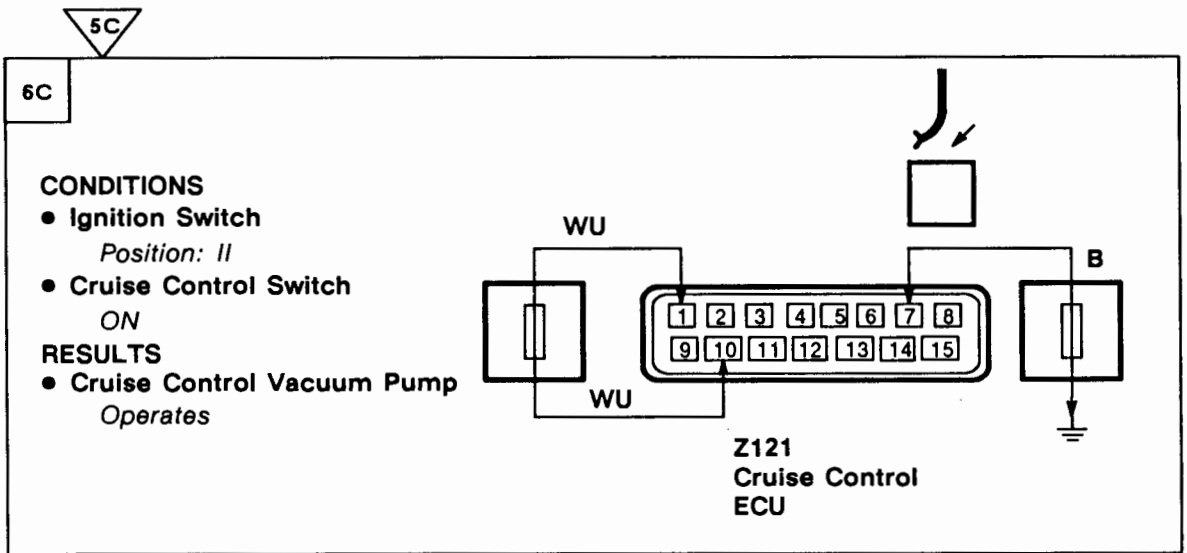 5C
6C
CONDITIONS
● Ignition Switch
Position: II
● Cruise Control Switch
ON
RESULTS
● Cruise Control Vacuum Pump
Operates
WU
B
1 2 3 4 5 6 7 8
9 10 11 12 13 14 15
WU
Z121
Cruise Control
ECU